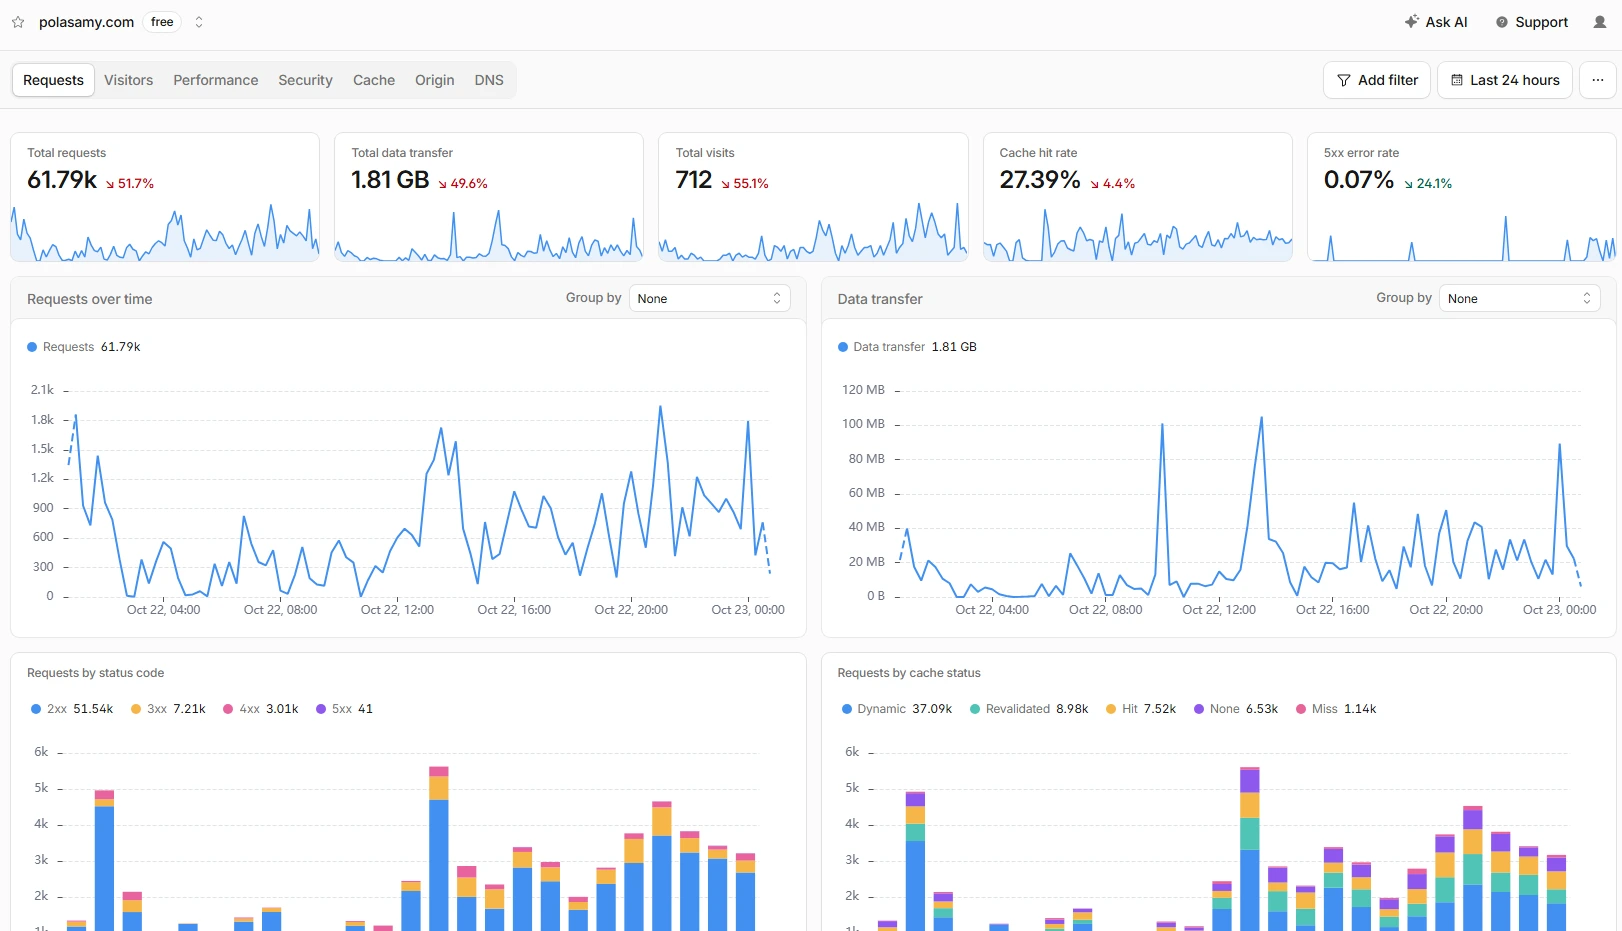 polasamy.com free
Ask AI Support
Requests Visitors Performance Security Cache Origin DNS
Add filter Last 24 hours ...
Total requests
61.79k ↘ 51.7%
Total data transfer
1.81 GB ↘ 49.6%
Total visits
712 ↘ 55.1%
Cache hit rate
27.39% ↘ 4.4%
5xx error rate
0.07% ↘ 24.1%
Requests over time Group by None
Requests 61.79k
2.1k
1.8k
1.5k
1.2k
900
600
300
0
Oct 22, 04:00 Oct 22, 08:00 Oct 22, 12:00 Oct 22, 16:00 Oct 22, 20:00 Oct 23, 00:00
Data transfer Group by None
Data transfer 1.81 GB
120 MB
100 MB
80 MB
60 MB
40 MB
20 MB
0 B
Oct 22, 04:00 Oct 22, 08:00 Oct 22, 12:00 Oct 22, 16:00 Oct 22, 20:00 Oct 23, 00:00
Requests by status code
2xx 51.54k 3xx 7.21k 4xx 3.01k 5xx 41
6k
5k
4k
3k
2k
1k
Requests by cache status
Dynamic 37.09k Revalidated 8.98k Hit 7.52k None 6.53k Miss 1.14k
6k
5k
4k
3k
2k
1k